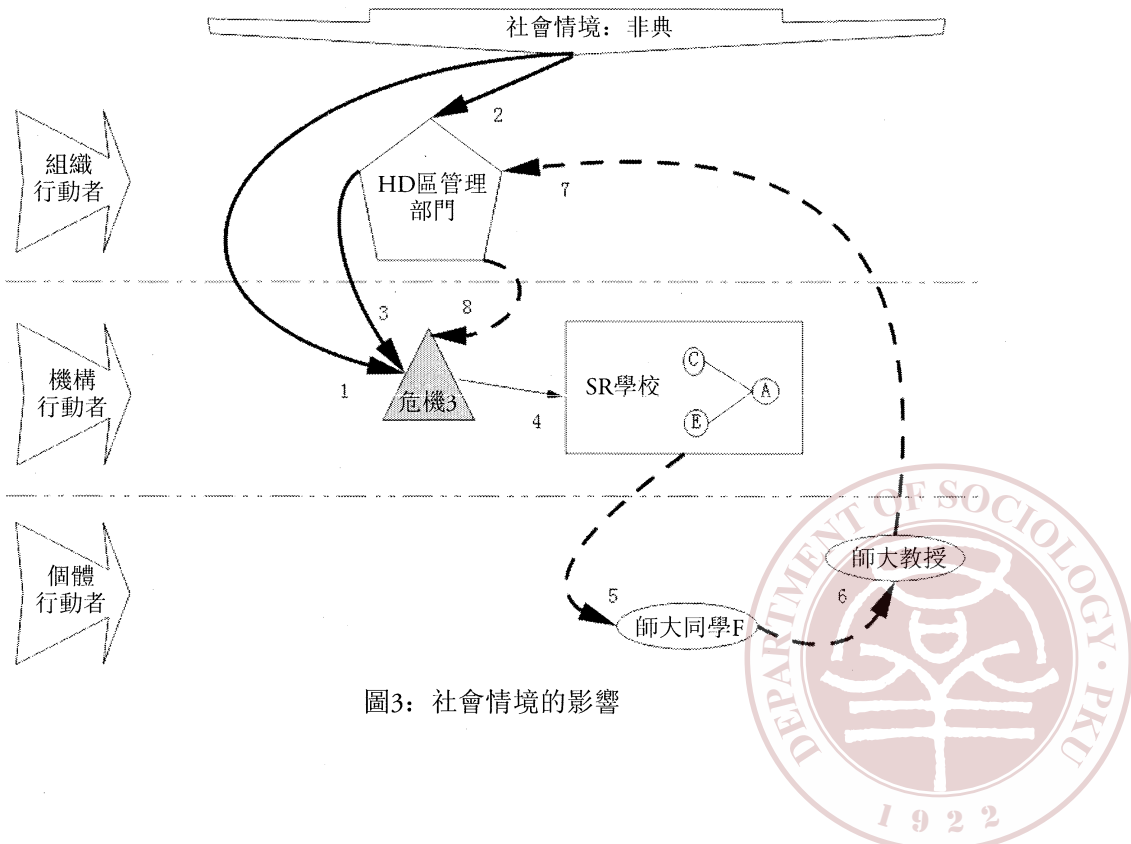 社會情境：非典
2
組織
行動者
HD區管理
部門
7
3
8
機構
行動者
1
危機3
4
SR學校
C
A
E
個體
行動者
5
師大同學F
6
師大教授
圖3：社會情境的影響
DEPARTMENT OF SOCIOLOGY · PKU
1922